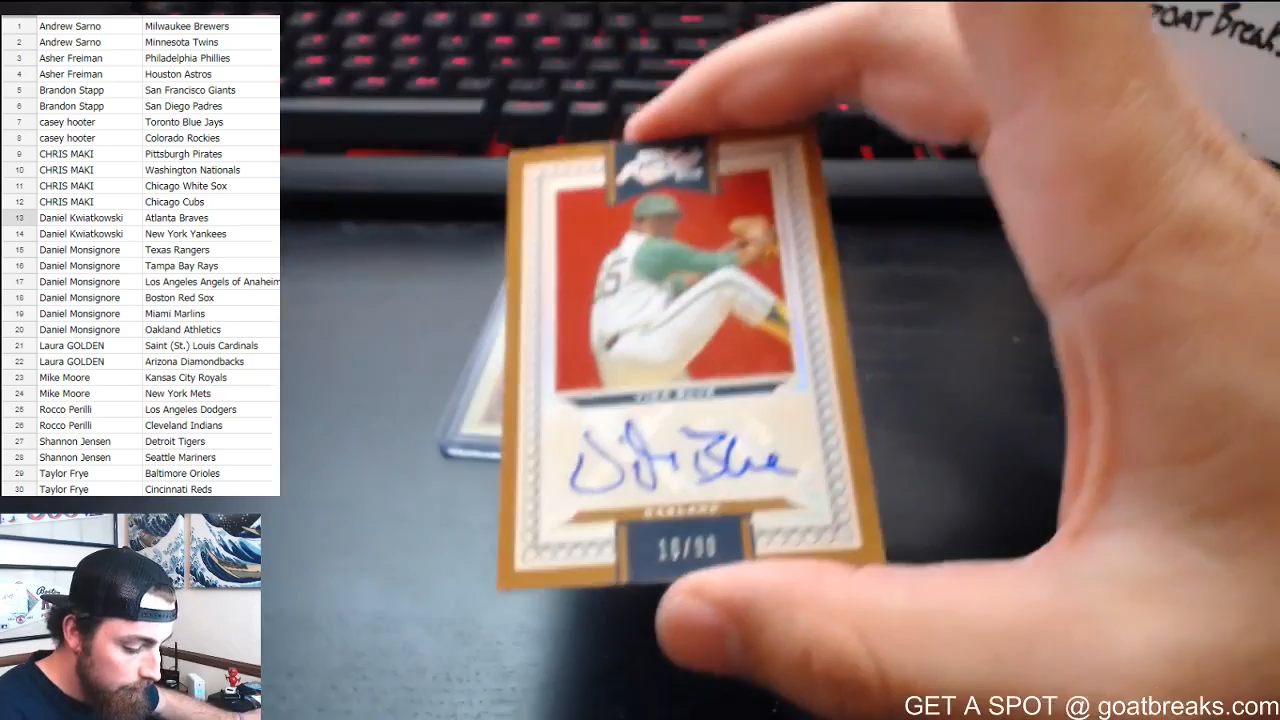 1 Andrew Sarno Milwaukee Brewers
2 Andrew Sarno Minnesota Twins
3 Asher Freiman Philadelphia Phillies
4 Asher Freiman Houston Astros
5 Brandon Stapp San Francisco Giants
6 Brandon Stapp San Diego Padres
7 casey hooter Toronto Blue Jays
8 casey hooter Colorado Rockies
9 CHRIS MAKI Pittsburgh Pirates
10 CHRIS MAKI Washington Nationals
11 CHRIS MAKI Chicago White Sox
12 CHRIS MAKI Chicago Cubs
13 Daniel Kwiatkowski Atlanta Braves
14 Daniel Kwiatkowski New York Yankees
15 Daniel Monsignore Texas Rangers
16 Daniel Monsignore Tampa Bay Rays
17 Daniel Monsignore Los Angeles Angels of Anaheim
18 Daniel Monsignore Boston Red Sox
19 Daniel Monsignore Miami Marlins
20 Daniel Monsignore Oakland Athletics
21 Laura GOLDEN Saint (St.) Louis Cardinals
22 Laura GOLDEN Arizona Diamondbacks
23 Mike Moore Kansas City Royals
24 Mike Moore New York Mets
25 Rocco Perilli Los Angeles Dodgers
26 Rocco Perilli Cleveland Indians
27 Shannon Jensen Detroit Tigers
28 Shannon Jensen Seattle Mariners
29 Taylor Frye Baltimore Orioles
30 Taylor Frye Cincinnati Reds
OAT Break
VIDA BLUE
Vida Blue
OAKLAND
GET A SPOT @ goatbreaks.com